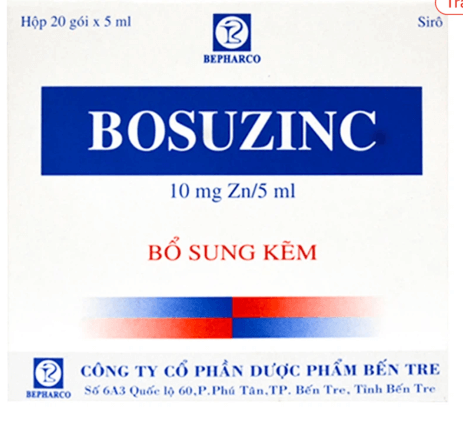 Trả
Hộp 20 gói x 5 ml
Sirô
BEPHARCO
BOSUZINC
10 mg Zn/5 ml
BỔ SUNG KẼM
BEPHARCO
CÔNG TY CỔ PHẦN DƯỢC PHẨM BẾN TRE
Số 6A3 Quốc lộ 60,P.Phú Tân,TP. Bến Tre, Tỉnh Bến Tre